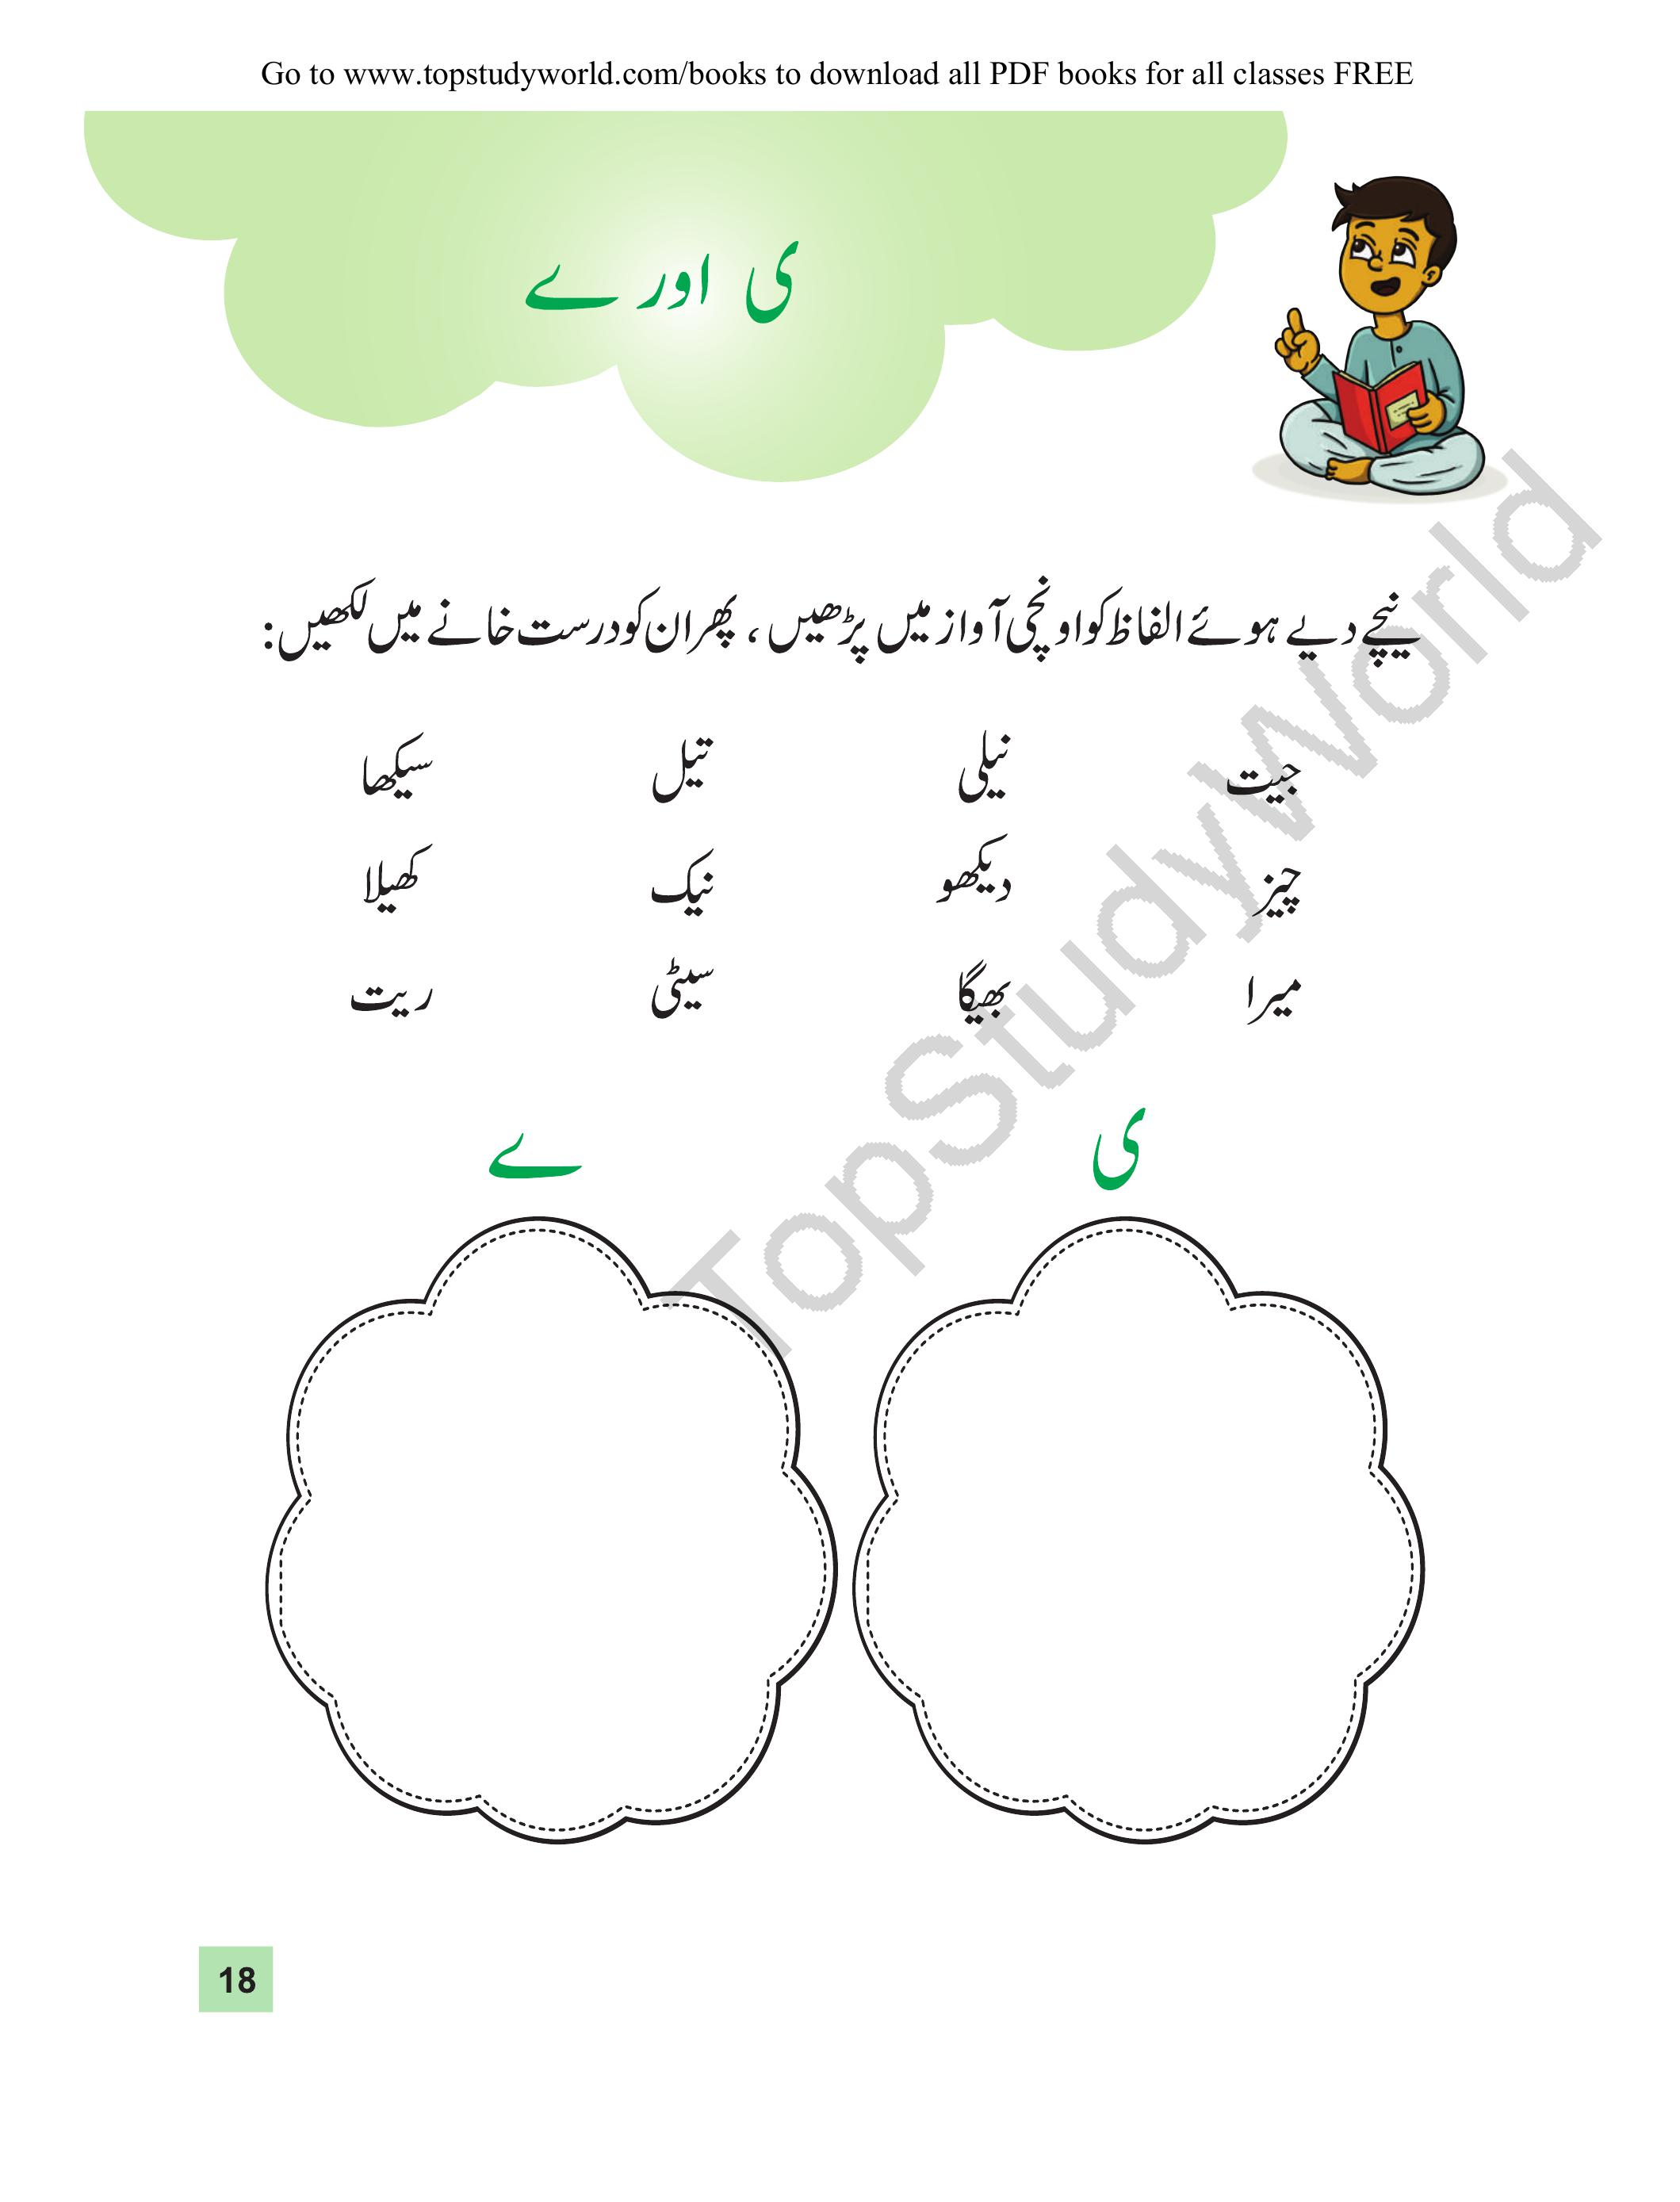 Go to www.topstudyworld.com/books to download all PDF books for all classes FREE
ی اور ے
نیچے دیے ہوئے الفاظ کو اونچی آواز میں پڑھیں، پھر ان کو درست خانے میں لکھیں:
جیت نیلی تیل سیکھا
چیز دیکھو نیک کھیلا
میرا بھیگا سیٹی ریت
ی ے
TopStudyWorld
18